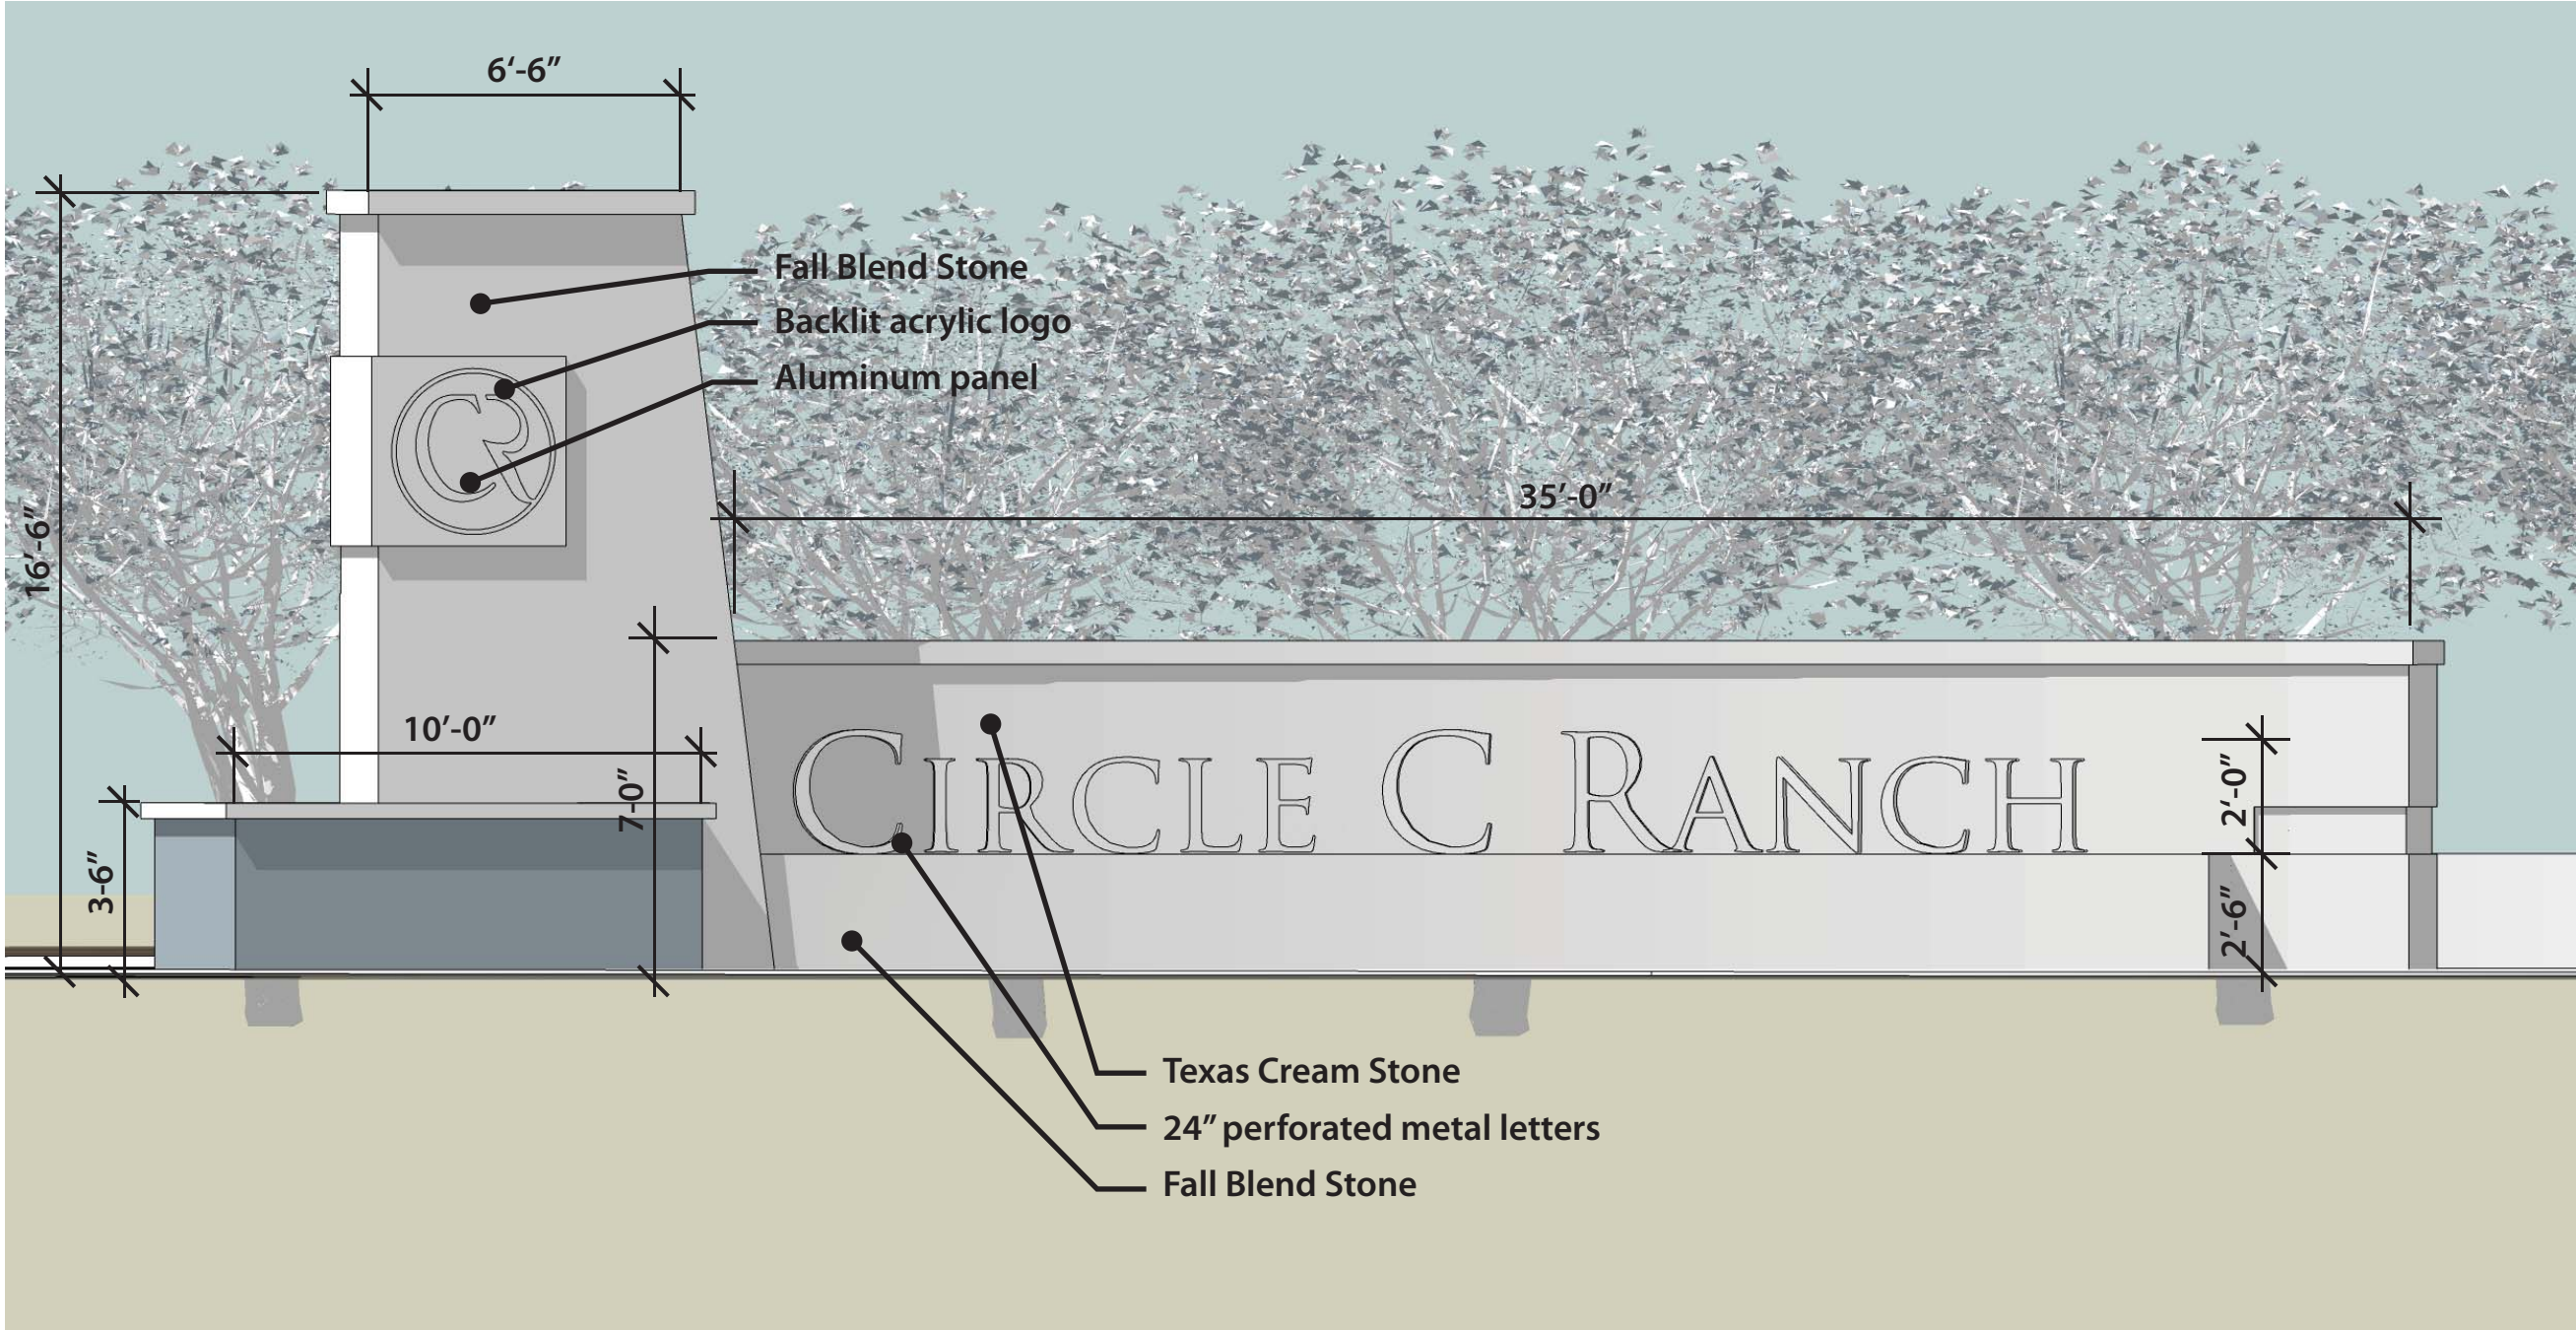 6'-6"
Fall Blend Stone
Backlit acrylic logo
Aluminum panel
CR
16'-6"
35'-0"
10'-0"
7-0"
3-6"
CIRCLE C RANCH
2'-0"
2'-6"
Texas Cream Stone
24" perforated metal letters
Fall Blend Stone